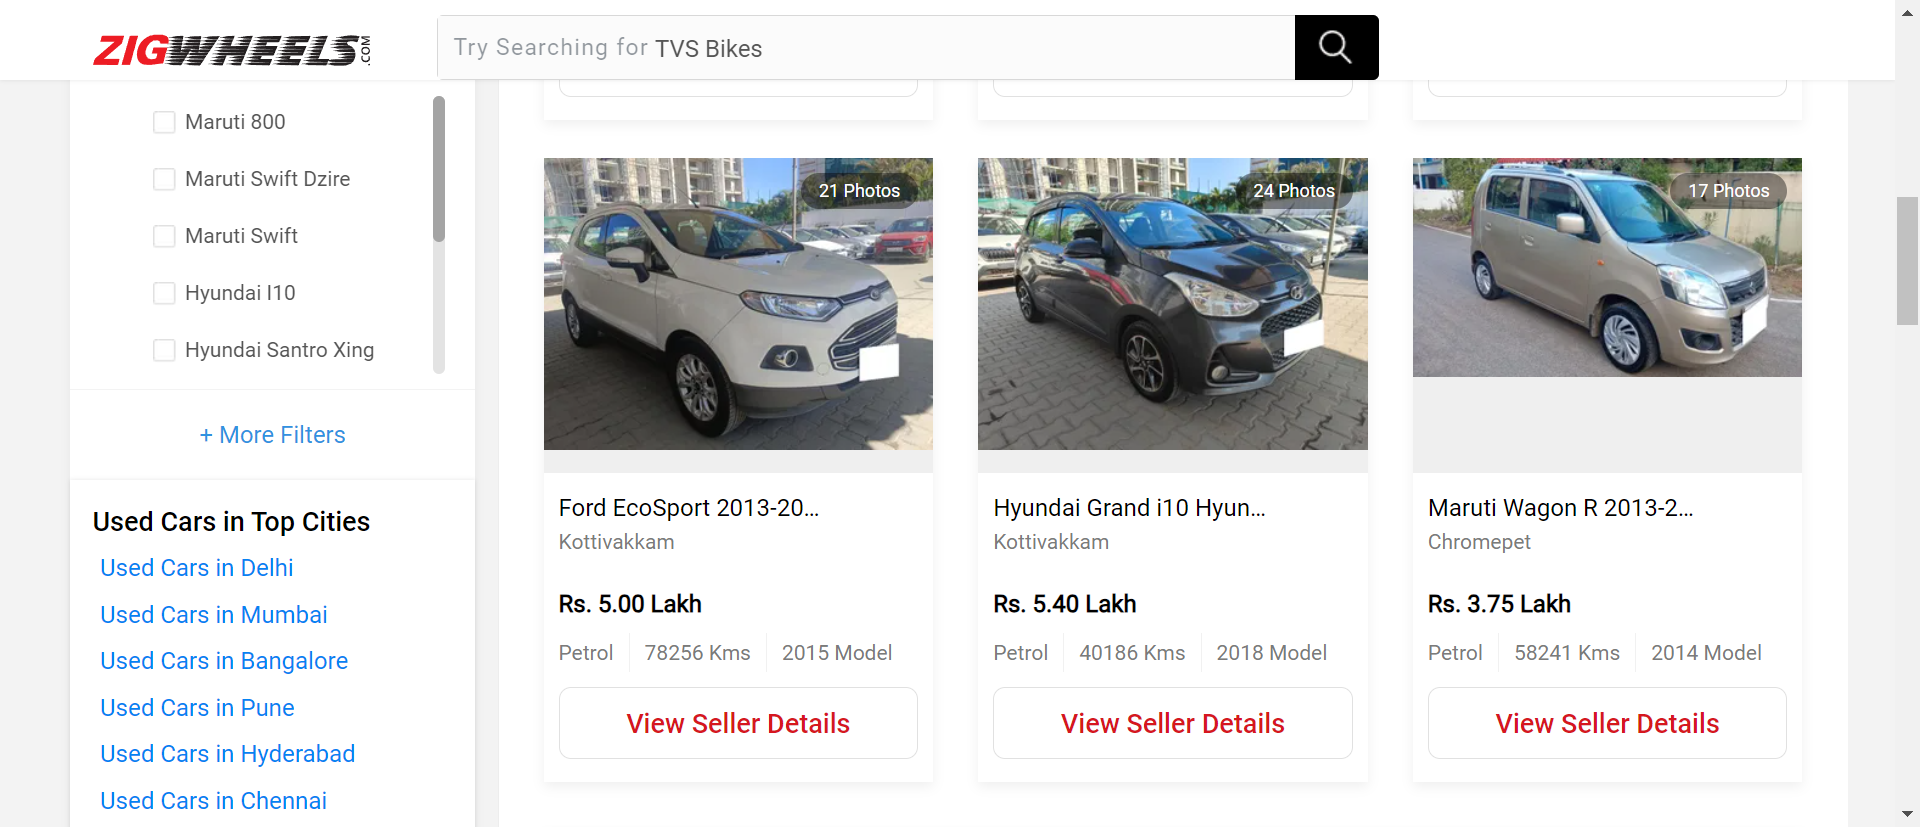 ZIGWHEELS.COM
Try Searching for TVS Bikes
Maruti 800
Maruti Swift Dzire
Maruti Swift
Hyundai I10
Hyundai Santro Xing
+ More Filters
Used Cars in Top Cities
Used Cars in Delhi
Used Cars in Mumbai
Used Cars in Bangalore
Used Cars in Pune
Used Cars in Hyderabad
Used Cars in Chennai
21 Photos
Ford EcoSport 2013-20...
Kottivakkam
Rs. 5.00 Lakh
Petrol 78256 Kms 2015 Model
View Seller Details
24 Photos
Hyundai Grand i10 Hyun...
Kottivakkam
Rs. 5.40 Lakh
Petrol 40186 Kms 2018 Model
View Seller Details
17 Photos
Maruti Wagon R 2013-2...
Chromepet
Rs. 3.75 Lakh
Petrol 58241 Kms 2014 Model
View Seller Details